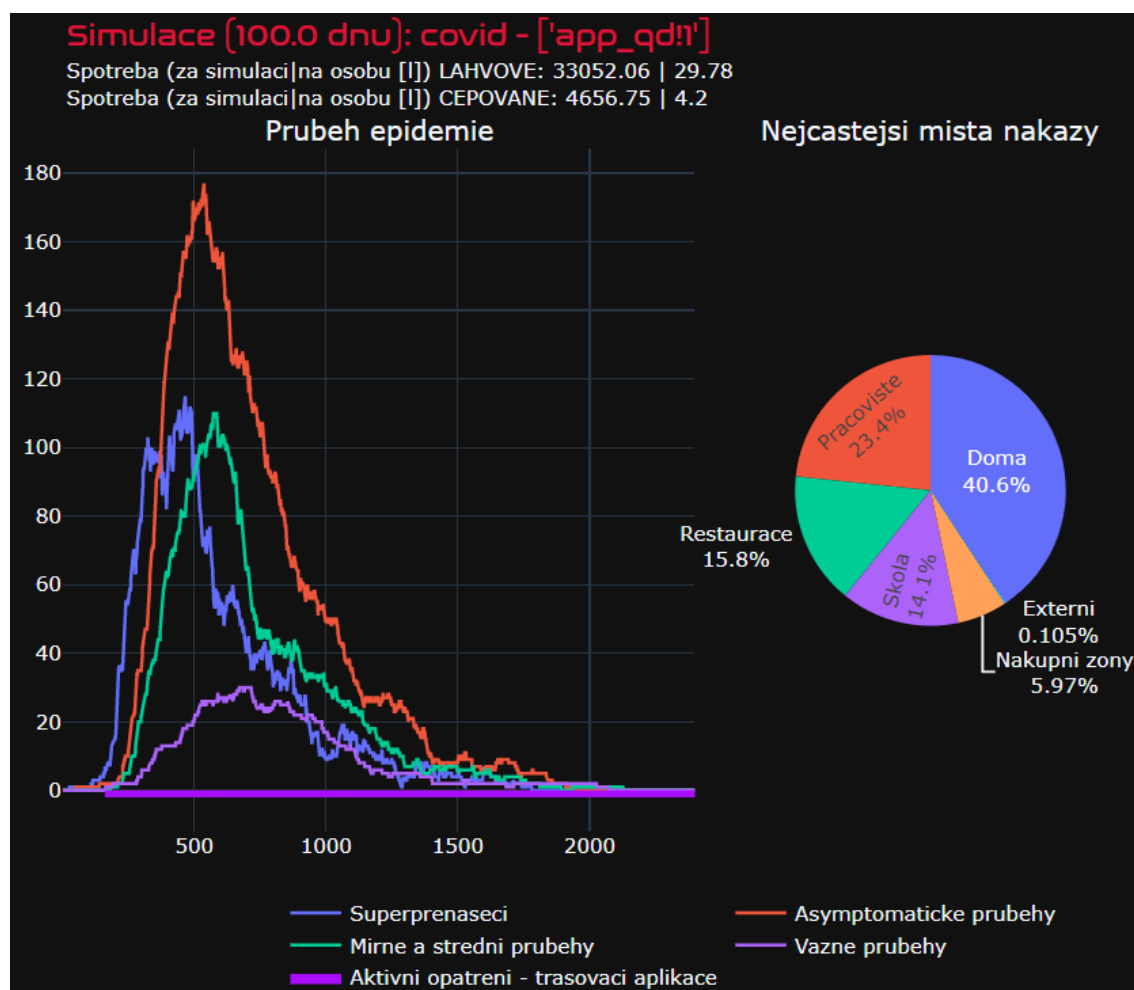 Simulace (100.0 dnu): covid - ['app_qd!1']
Spotreba (za simulaci|na osobu [l]) LAHVOVE: 33052.06 | 29.78
Spotreba (za simulaci|na osobu [l]) CEPOVANE: 4656.75 | 4.2
Prubeh epidemie
Nejcastejsi mista nakazy
180
160
140
120
100
80
60
40
20
0
500
1000
1500
2000
Pracoviste
23.4%
Doma
40.6%
Restaurace
15.8%
Skola
14.1%
Externi
0.105%
Nakupni zony
5.97%
Superprenaseci
Asymptomaticke prubehy
Mirne a stredni prubehy
Vazne prubehy
Aktivni opatreni - trasovaci aplikace